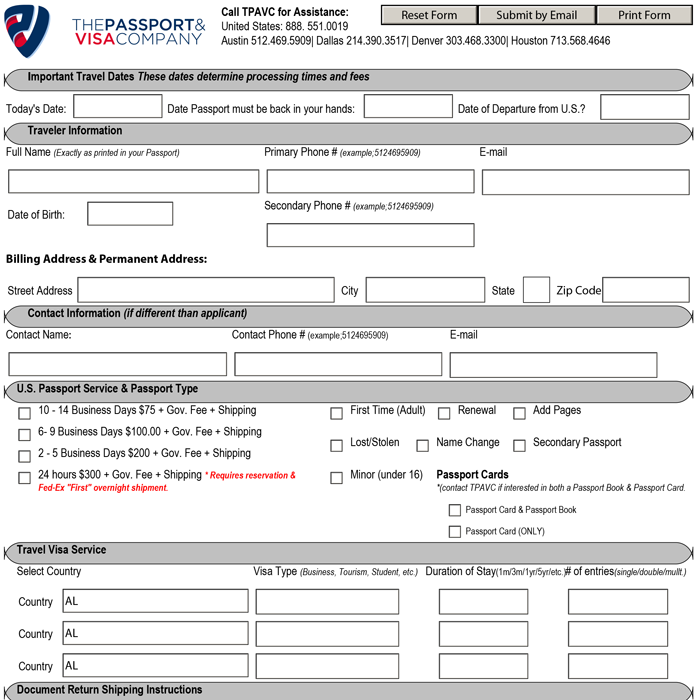 THEPASSPORT&
VISACOMPANY
Call TPAVC for Assistance:
United States: 888. 551.0019
Austin 512.469.5909| Dallas 214.390.3517| Denver 303.468.3300| Houston 713.568.4646
Reset Form Submit by Email Print Form
Important Travel Dates These dates determine processing times and fees
Today's Date: Date Passport must be back in your hands: Date of Departure from U.S.?
Traveler Information
Full Name (Exactly as printed in your Passport) Primary Phone # (example;5124695909) E-mail
Date of Birth: Secondary Phone # (example;5124695909)
Billing Address & Permanent Address:
Street Address City State Zip Code
Contact Information (if different than applicant)
Contact Name: Contact Phone # (example;5124695909) E-mail
U.S. Passport Service & Passport Type
10 - 14 Business Days $75 + Gov. Fee + Shipping First Time (Adult) Renewal Add Pages
6- 9 Business Days $100.00 + Gov. Fee + Shipping
Lost/Stolen Name Change Secondary Passport
2 - 5 Business Days $200 + Gov. Fee + Shipping
24 hours $300 + Gov. Fee + Shipping * Requires reservation &
Fed-Ex "First" overnight shipment.
Minor (under 16) Passport Cards
*(contact TPAVC if interested in both a Passport Book & Passport Card.
Passport Card & Passport Book
Passport Card (ONLY)
Travel Visa Service
Select Country Visa Type (Business, Tourism, Student, etc.) Duration of Stay(1m/3m/1yr/5yr/etc.)# of entries(single/double/mullt.)
Country AL
Country AL
Country AL
Document Return Shipping Instructions